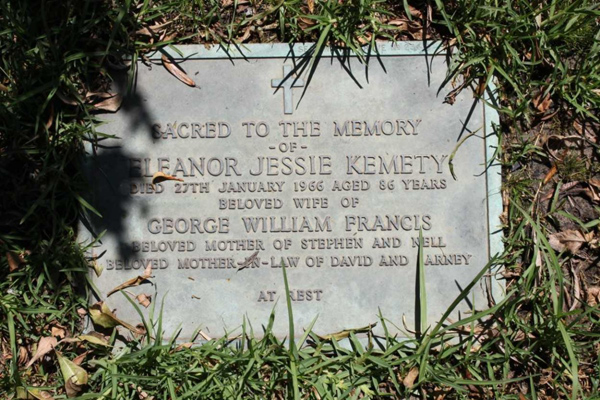 SACRED TO THE MEMORY
-OF-
ELEANOR JESSIE KEMETY
DIED 27TH JANUARY 1966 AGED 86 YEARS
BELOVED WIFE OF
GEORGE WILLIAM FRANCIS
BELOVED MOTHER OF STEPHEN AND NELL
BELOVED MOTHER-IN-LAW OF DAVID AND
AT REST